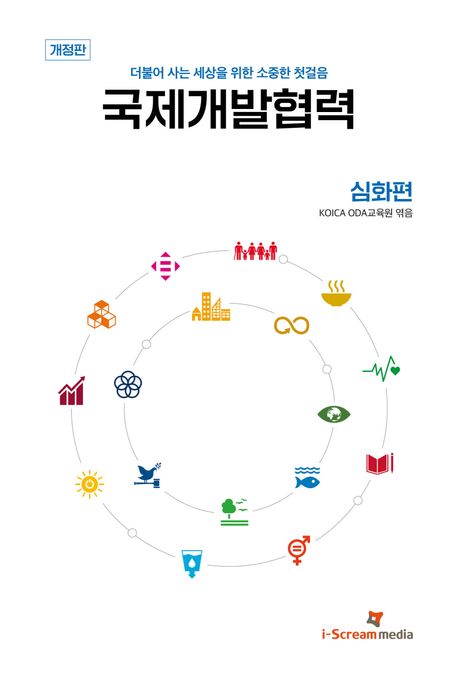 개정판
더불어 사는 세상을 위한 소중한 첫걸음
국제개발협력
심화편
KOICA ODA교육원 엮음
i-Scream media